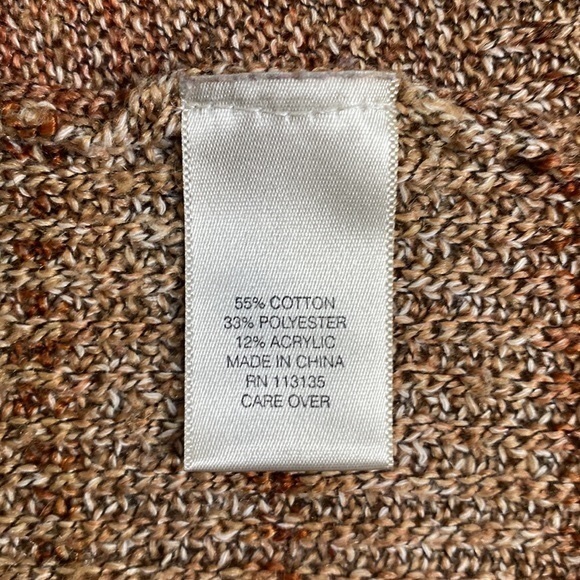 55% COTTON
33% POLYESTER
12% ACRYLIC
MADE IN CHINA
RN 113135
CARE OVER